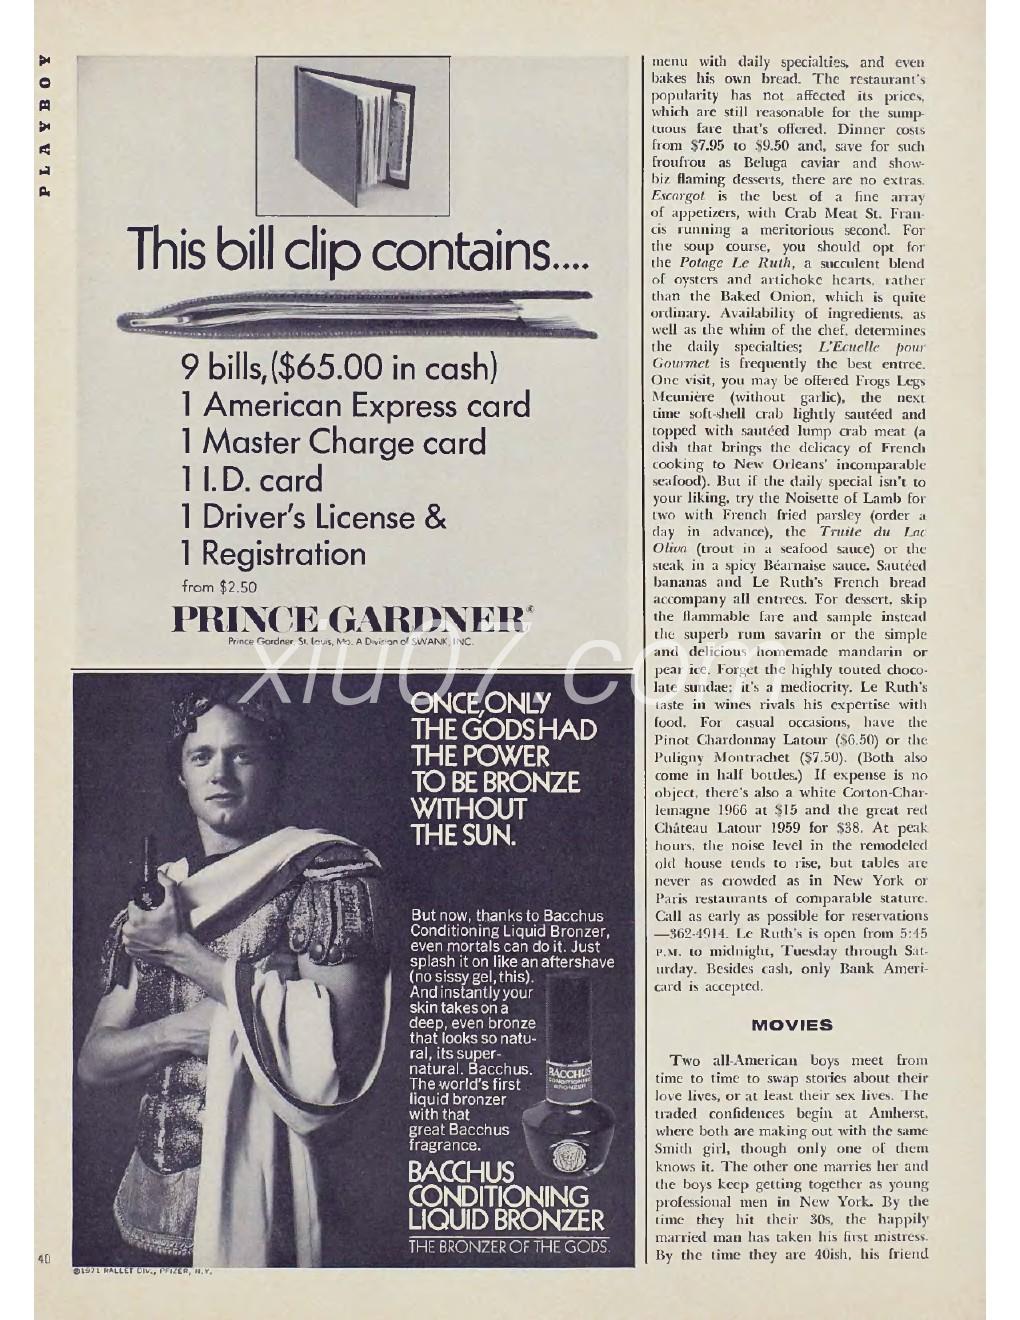 PLAYBOY
This bill clip contains....
9 bills, ($65.00 in cash)
1 American Express card
1 Master Charge card
1 I.D. card
1 Driver's License &
1 Registration
from $2.50
PRINCE GARDNER®
Prince Gardner, St. Louis, Mo. A Division of SWANK, INC.
xiu07.com
ONCE, ONLY
THE GODS HAD
THE POWER
TO BE BRONZE
WITHOUT
THE SUN.
But now, thanks to Bacchus
Conditioning Liquid Bronzer,
even mortals can do it. Just
splash it on like an aftershave
(no sissy gel, this).
And instantly your
skin takes on a
deep, even bronze
that looks so natu-
ral, its super-
natural. Bacchus.
The world's first
liquid bronzer
with that
great Bacchus
fragrance.
BACCHUS
CONDITIONING
BRONZER
BACCHUS
CONDITIONING
LIQUID BRONZER
THE BRONZER OF THE GODS.
©1971 RALLET DIV., PFIZER, N.Y.
40
menu with daily specialties, and even
bakes his own bread. The restaurant's
popularity has not affected its prices,
which are still reasonable for the sump-
tuous fare that's offered. Dinner costs
from $7.95 to $9.50 and, save for such
froufrou as Beluga caviar and show-
biz flaming desserts, there are no extras.
Escargot is the best of a fine array
of appetizers, with Crab Meat St. Fran-
cis running a meritorious second. For
the soup course, you should opt for
the Potage Le Ruth, a succulent blend
of oysters and artichoke hearts, rather
than the Baked Onion, which is quite
ordinary. Availability of ingredients, as
well as the whim of the chef, determines
the daily specialties; L'Ecuelle pour
Gourmet is frequently the best entree.
One visit, you may be offered Frogs Legs
Meunière (without garlic), the next
time soft-shell crab lightly sautéed and
topped with sautéed lump crab meat (a
dish that brings the delicacy of French
cooking to New Orleans' incomparable
seafood). But if the daily special isn't to
your liking, try the Noisette of Lamb for
two with French fried parsley (order a
day in advance), the Truite du Lac
Oliva (trout in a seafood sauce) or the
steak in a spicy Béarnaise sauce. Sautéed
bananas and Le Ruth's French bread
accompany all entrees. For dessert, skip
the flammable fare and sample instead
the superb rum savarin or the simple
and delicious homemade mandarin or
pear ice. Forget the highly touted choco-
late sundae; it's a mediocrity. Le Ruth's
taste in wines rivals his expertise with
food. For casual occasions, have the
Pinot Chardonnay Latour ($6.50) or the
Puligny Montrachet ($7.50). (Both also
come in half bottles.) If expense is no
object, there's also a white Corton-Char-
lemagne 1966 at $15 and the great red
Château Latour 1959 for $38. At peak
hours, the noise level in the remodeled
old house tends to rise, but tables are
never as crowded as in New York or
Paris restaurants of comparable stature.
Call as early as possible for reservations
—362-4914. Le Ruth's is open from 5:45
P.M. to midnight, Tuesday through Sat-
urday. Besides cash, only Bank Ameri-
card is accepted.
MOVIES
Two all-American boys meet from
time to time to swap stories about their
love lives, or at least their sex lives. The
traded confidences begin at Amherst,
where both are making out with the same
Smith girl, though only one of them
knows it. The other one marries her and
the boys keep getting together as young
professional men in New York. By the
time they hit their 30s, the happily
married man has taken his first mistress.
By the time they are 40ish, his friend